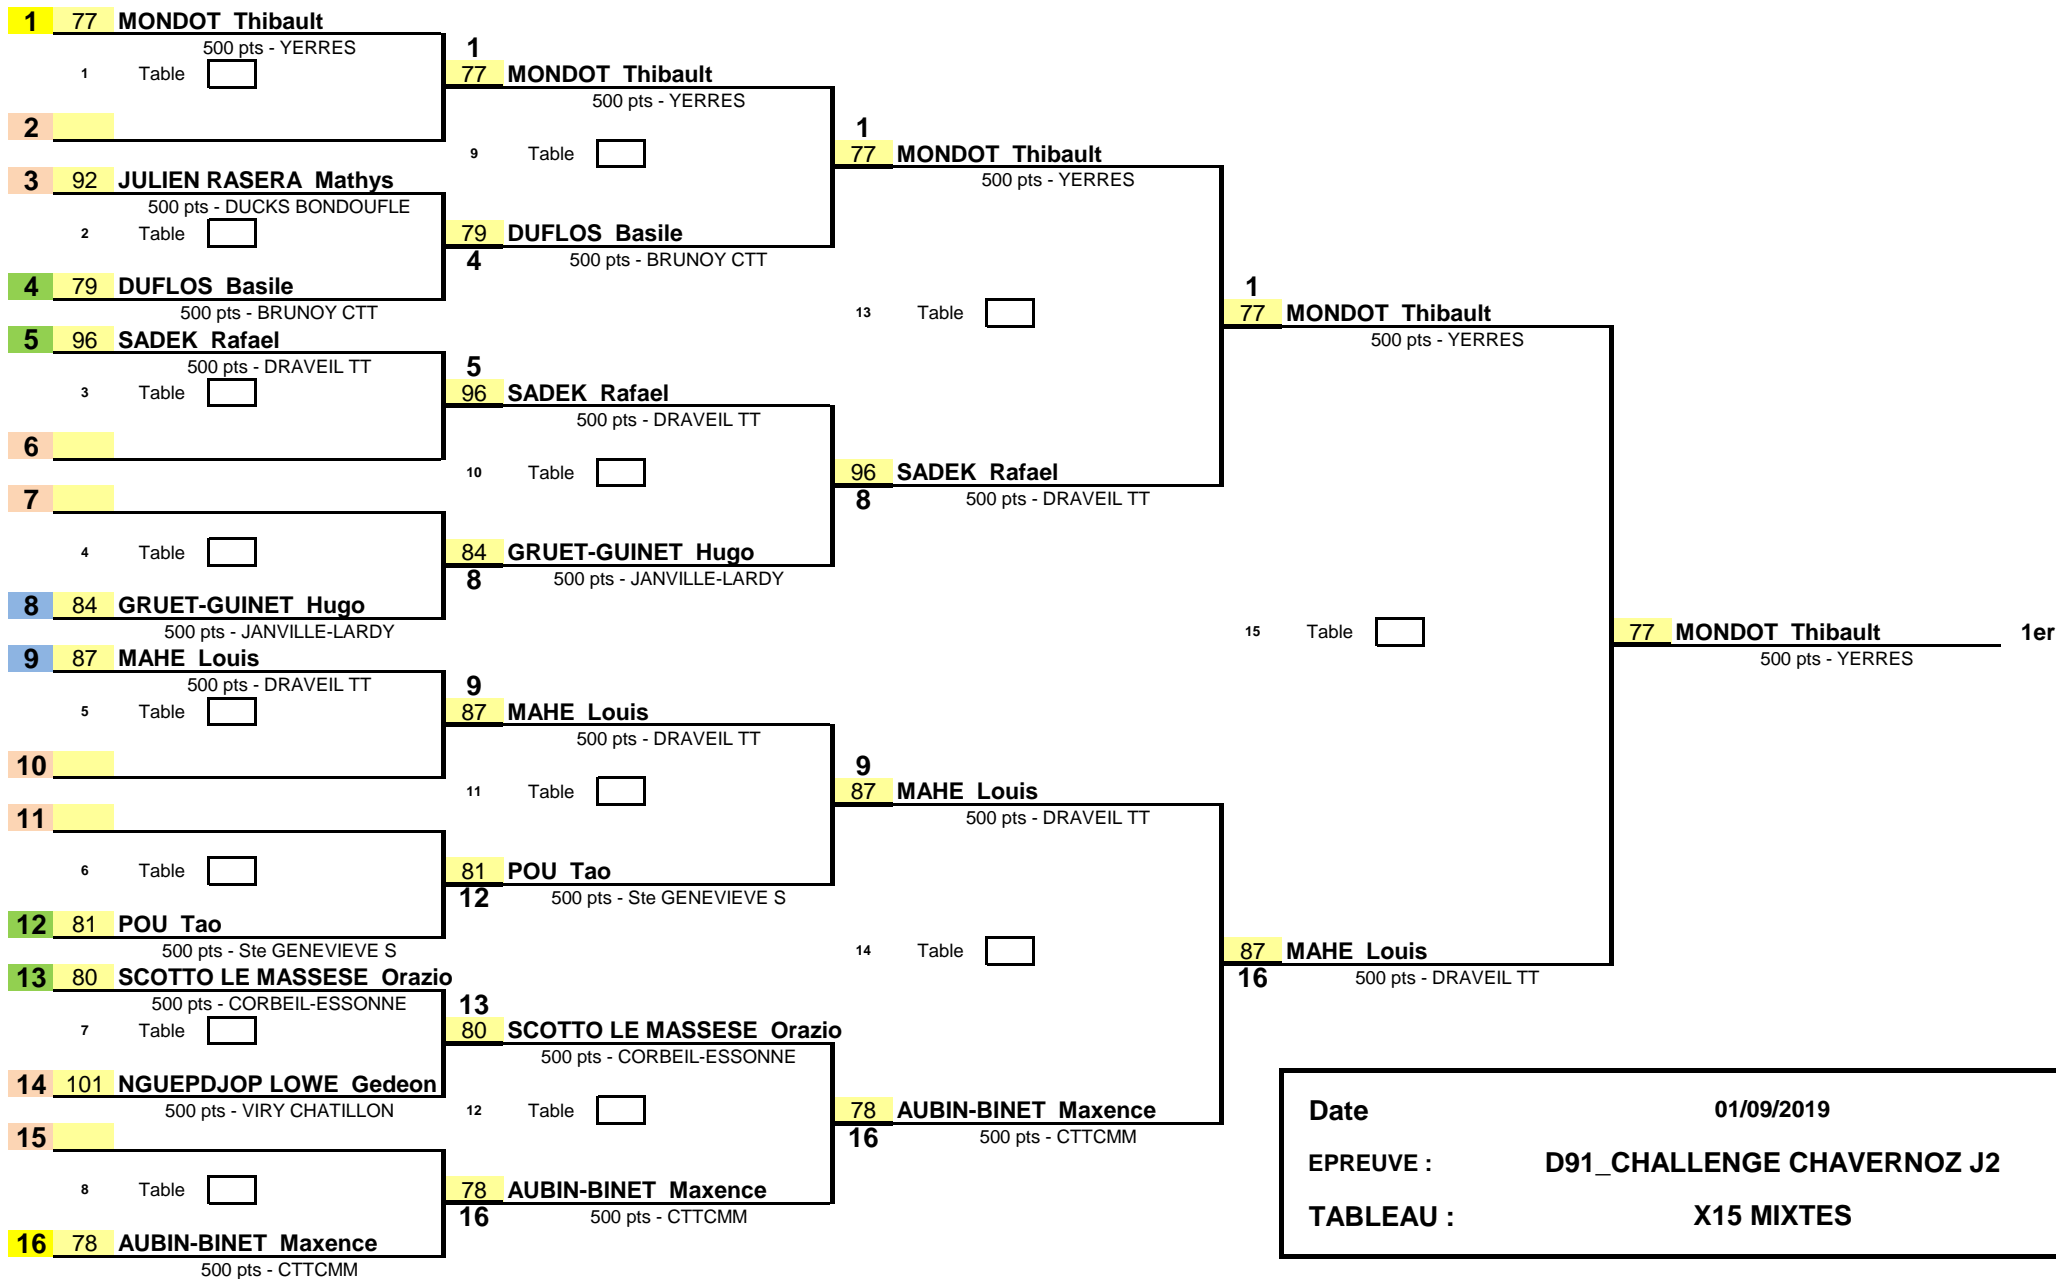 1 77 MONDOT Thibault
500 pts - YERRES
1 Table
2
3 92 JULIEN RASERA Mathys
500 pts - DUCKS BONDOUFLE
2 Table
4 79 DUFLOS Basile
500 pts - BRUNOY CTT
5 96 SADEK Rafael
500 pts - DRAVEIL TT
3 Table
6
7
4 Table
8 84 GRUET-GUINET Hugo
500 pts - JANVILLE-LARDY
9 87 MAHE Louis
500 pts - DRAVEIL TT
5 Table
10
11
6 Table
12 81 POU Tao
500 pts - Ste GENEVIEVE S
13 80 SCOTTO LE MASSESE Orazio
500 pts - CORBEIL-ESSONNE
7 Table
14 101 NGUEPDJOP LOWE Gedeon
500 pts - VIRY CHATILLON
15
8 Table
16 78 AUBIN-BINET Maxence
500 pts - CTTCMM
1
77 MONDOT Thibault
500 pts - YERRES
9 Table
79 DUFLOS Basile
4 500 pts - BRUNOY CTT
5
96 SADEK Rafael
500 pts - DRAVEIL TT
10 Table
84 GRUET-GUINET Hugo
8 500 pts - JANVILLE-LARDY
9
87 MAHE Louis
500 pts - DRAVEIL TT
11 Table
81 POU Tao
12 500 pts - Ste GENEVIEVE S
13
80 SCOTTO LE MASSESE Orazio
500 pts - CORBEIL-ESSONNE
12 Table
78 AUBIN-BINET Maxence
16 500 pts - CTTCMM
1
77 MONDOT Thibault
500 pts - YERRES
13 Table
96 SADEK Rafael
8 500 pts - DRAVEIL TT
9
87 MAHE Louis
500 pts - DRAVEIL TT
14 Table
78 AUBIN-BINET Maxence
16 500 pts - CTTCMM
1
77 MONDOT Thibault
500 pts - YERRES
15 Table
87 MAHE Louis
16 500 pts - DRAVEIL TT
77 MONDOT Thibault 1er
500 pts - YERRES
Date 01/09/2019
EPREUVE : D91_CHALLENGE CHAVERNOZ J2
TABLEAU : X15 MIXTES